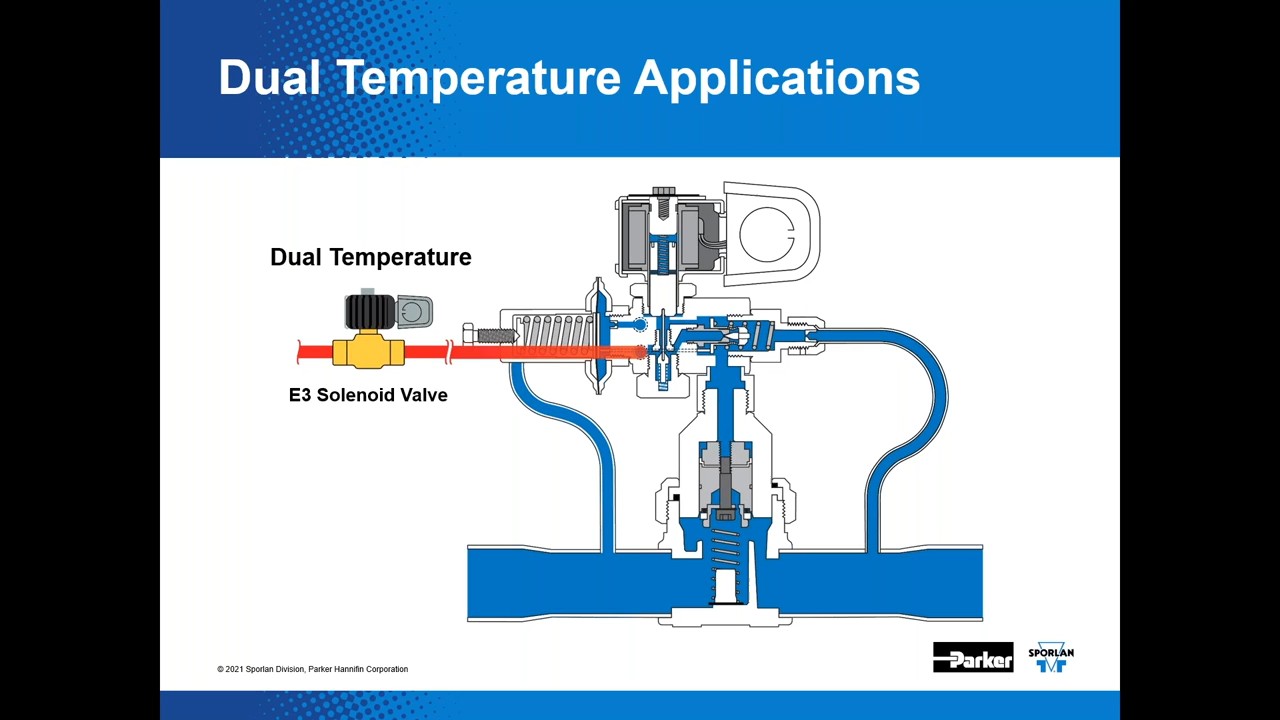 Dual Temperature Applications
Dual Temperature
E3 Solenoid Valve
© 2021 Sporlan Division, Parker Hannifin Corporation
Parker
SPORLAN